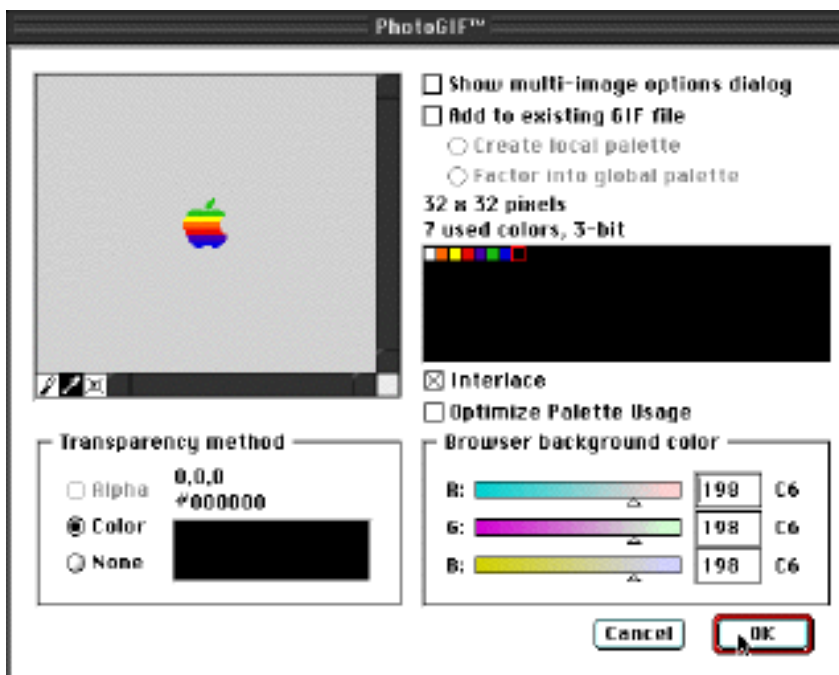 PhotoGIF™
Show multi-image options dialog
Add to existing GIF file
Create local palette
Factor into global palette
32 x 32 pixels
7 used colors, 3-bit
Interlace
Optimize Palette Usage
Transparency method
Alpha
0,0,0
#000000
Color
None
Browser background color
R: 198 C6
G: 198 C6
B: 198 C6
Cancel
OK